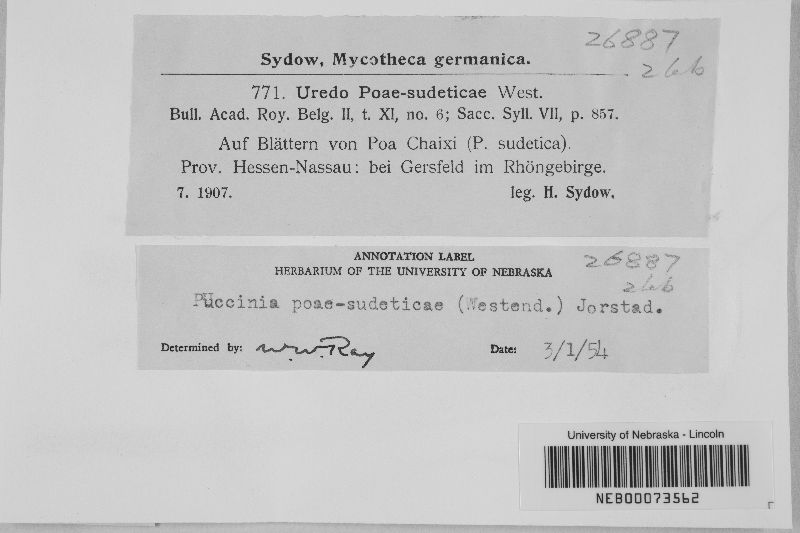 26887
26b
Sydow, Mycotheca germanica.
771. Uredo Poae-sudeticae West.
Bull. Acad. Roy. Belg. II, t. XI, no. 6; Sacc. Syll. VII, p. 857.
Auf Blättern von Poa Chaixi (P. sudetica).
Prov. Hessen-Nassau: bei Gersfeld im Rhöngebirge.
7. 1907. leg. H. Sydow.
ANNOTATION LABEL 26887
HERBARIUM OF THE UNIVERSITY OF NEBRASKA
26b
Puccinia poae-sudeticae (Westend.) Jorstad.
Determined by: W.W. Ray Date: 3/1/54
University of Nebraska - Lincoln
NEB00073562